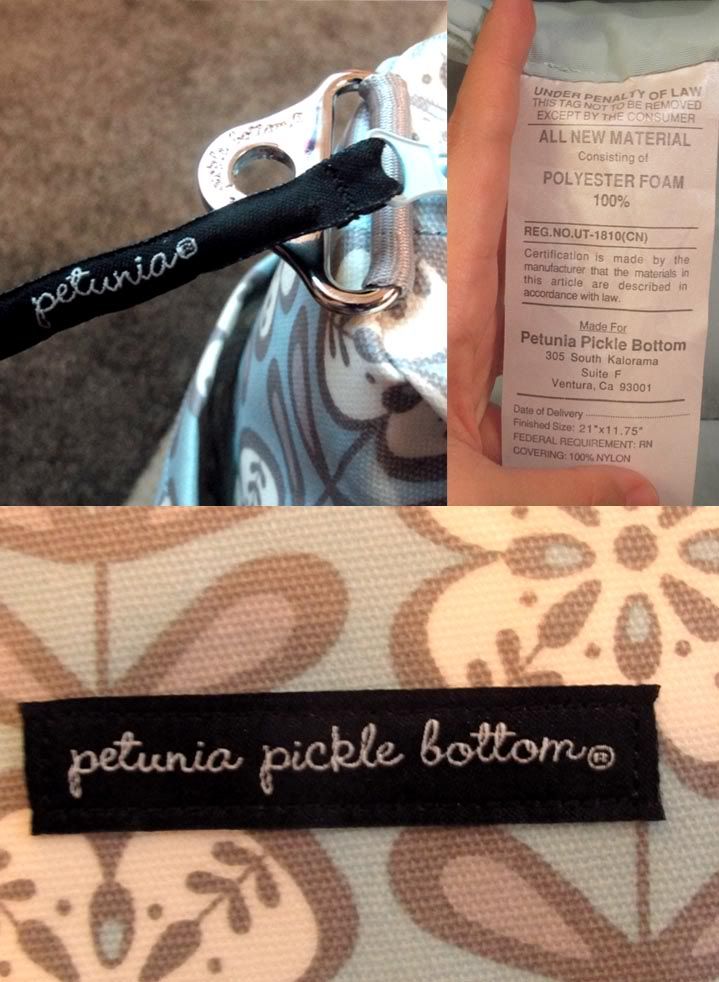 petunia®
UNDER PENALTY OF LAW
THIS TAG NOT TO BE REMOVED
EXCEPT BY THE CONSUMER
ALL NEW MATERIAL
Consisting of
POLYESTER FOAM
100%
REG.NO.UT-1810(CN)
Certification is made by the
manufacturer that the materials in
this article are described in
accordance with law.
Made For
Petunia Pickle Bottom
305 South Kalorama
Suite F
Ventura, Ca 93001
Date of Delivery
Finished Size: 21"x11.75"
FEDERAL REQUIREMENT: RN
COVERING: 100% NYLON
petunia pickle bottom®